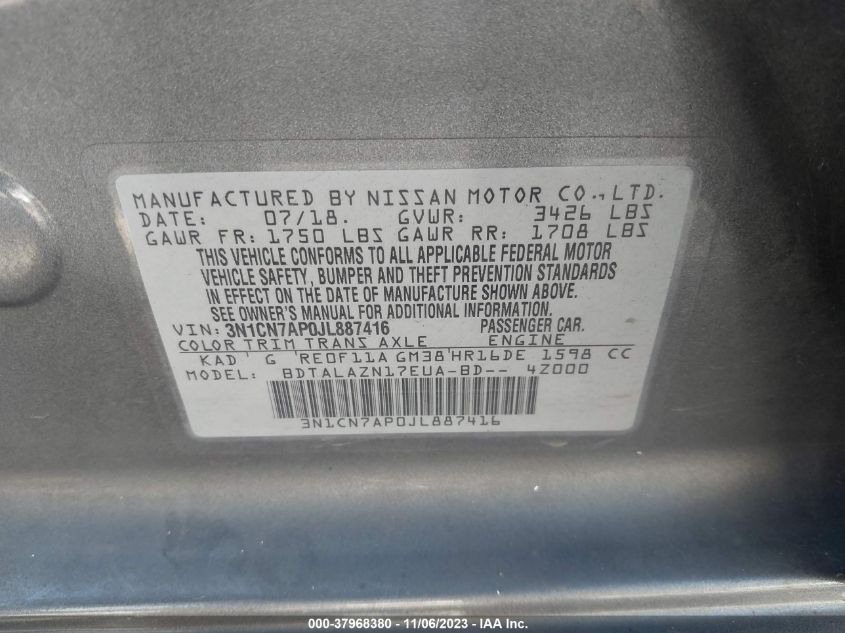 MANUFACTURED BY NISSAN MOTOR CO., LTD.
DATE: 07/18. GVWR: 3426 LBS
GAWR FR: 1750 LBS GAWR RR: 1708 LBS
THIS VEHICLE CONFORMS TO ALL APPLICABLE FEDERAL MOTOR
VEHICLE SAFETY, BUMPER AND THEFT PREVENTION STANDARDS
IN EFFECT ON THE DATE OF MANUFACTURE SHOWN ABOVE.
SEE OWNER'S MANUAL FOR ADDITIONAL INFORMATION.
VIN: 3N1CN7AP0JL887416 PASSENGER CAR.
COLOR TRIM TRANS AXLE ENGINE
KAD G RE0F11A GM38 HR16DE 1598 CC
MODEL: BDTALAZN17EUA-BD-- 4Z000
3N1CN7AP0JL887416
000-37968380 - 11/06/2023 - IAA Inc.